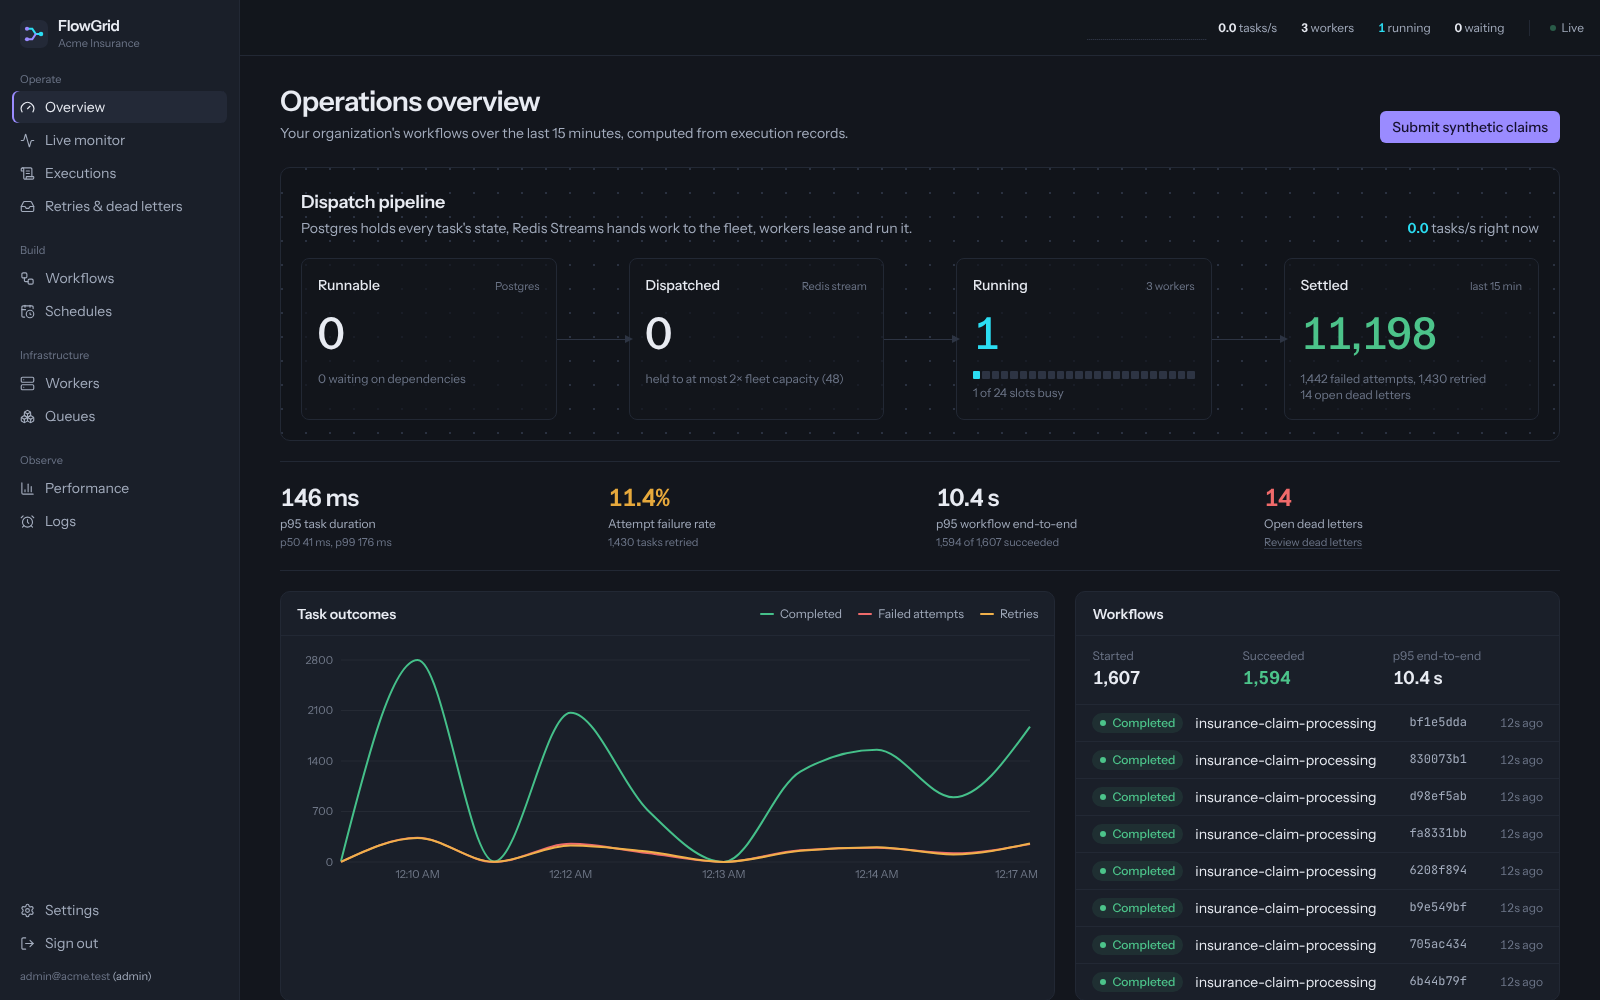 FlowGrid
Acme Insurance
Operate
Overview
Live monitor
Executions
Retries & dead letters
Build
Workflows
Schedules
Infrastructure
Workers
Queues
Observe
Performance
Logs
Settings
Sign out
admin@acme.test (admin)
0.0 tasks/s 3 workers 1 running 0 waiting Live
Operations overview
Your organization's workflows over the last 15 minutes, computed from execution records.
Submit synthetic claims
Dispatch pipeline
Postgres holds every task's state, Redis Streams hands work to the fleet, workers lease and run it.
0.0 tasks/s right now
Runnable Postgres
0
0 waiting on dependencies
Dispatched Redis stream
0
held to at most 2× fleet capacity (48)
Running 3 workers
1
1 of 24 slots busy
Settled last 15 min
11,198
1,442 failed attempts, 1,430 retried
14 open dead letters
146 ms
p95 task duration
p50 41 ms, p99 176 ms
11.4%
Attempt failure rate
1,430 tasks retried
10.4 s
p95 workflow end-to-end
1,594 of 1,607 succeeded
14
Open dead letters
Review dead letters
Task outcomes
Completed Failed attempts Retries
2800
2100
1400
700
0
12:10 AM 12:12 AM 12:13 AM 12:14 AM 12:17 AM
Workflows
Started Succeeded p95 end-to-end
1,607 1,594 10.4 s
Completed insurance-claim-processing bf1e5dda 12s ago
Completed insurance-claim-processing 830073b1 12s ago
Completed insurance-claim-processing d98ef5ab 12s ago
Completed insurance-claim-processing fa8331bb 12s ago
Completed insurance-claim-processing 6208f894 12s ago
Completed insurance-claim-processing b9e549bf 12s ago
Completed insurance-claim-processing 705ac434 12s ago
Completed insurance-claim-processing 6b44b79f 12s ago